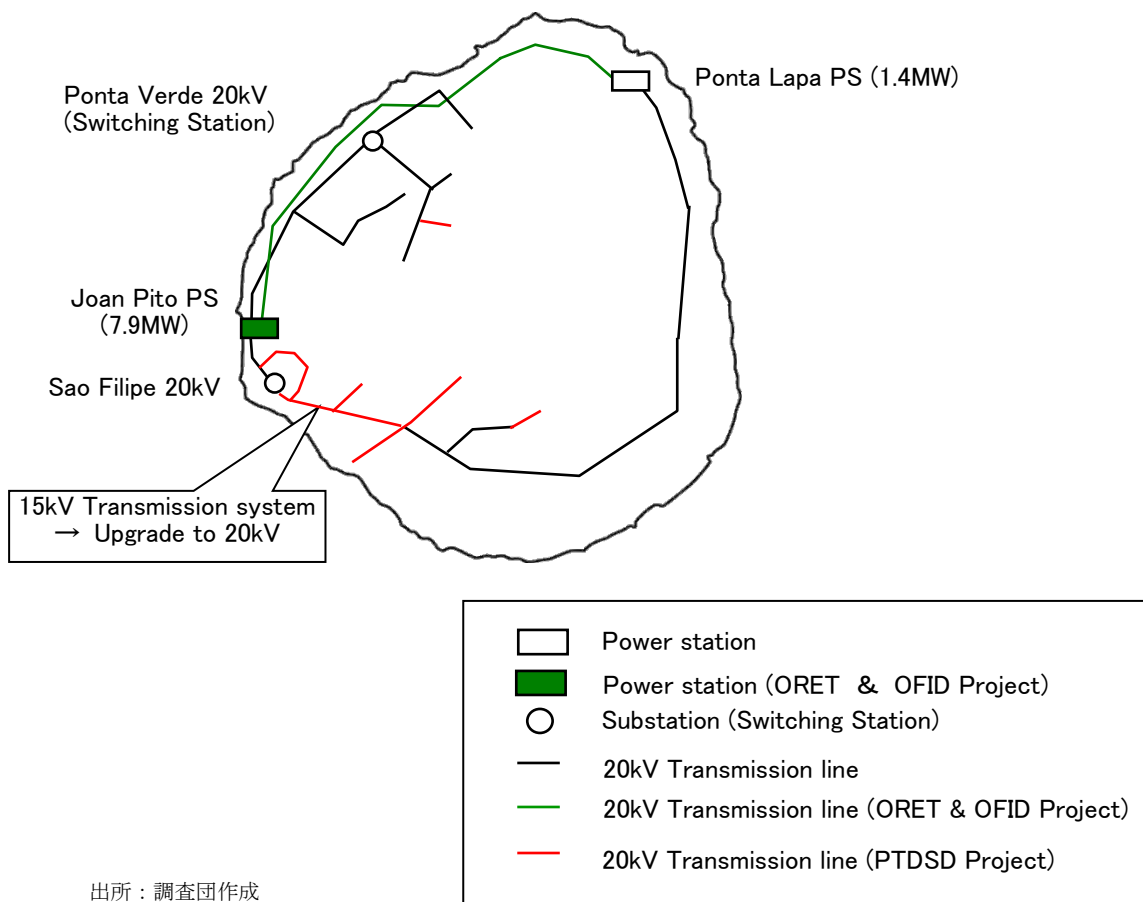 Ponta Lapa PS (1.4MW)
Ponta Verde 20kV
(Switching Station)
Joan Pito PS
(7.9MW)
Sao Filipe 20kV
15kV Transmission system
→ Upgrade to 20kV
Power station
Power station (ORET & OFID Project)
Substation (Switching Station)
20kV Transmission line
20kV Transmission line (ORET & OFID Project)
20kV Transmission line (PTDSD Project)
出所：調査団作成